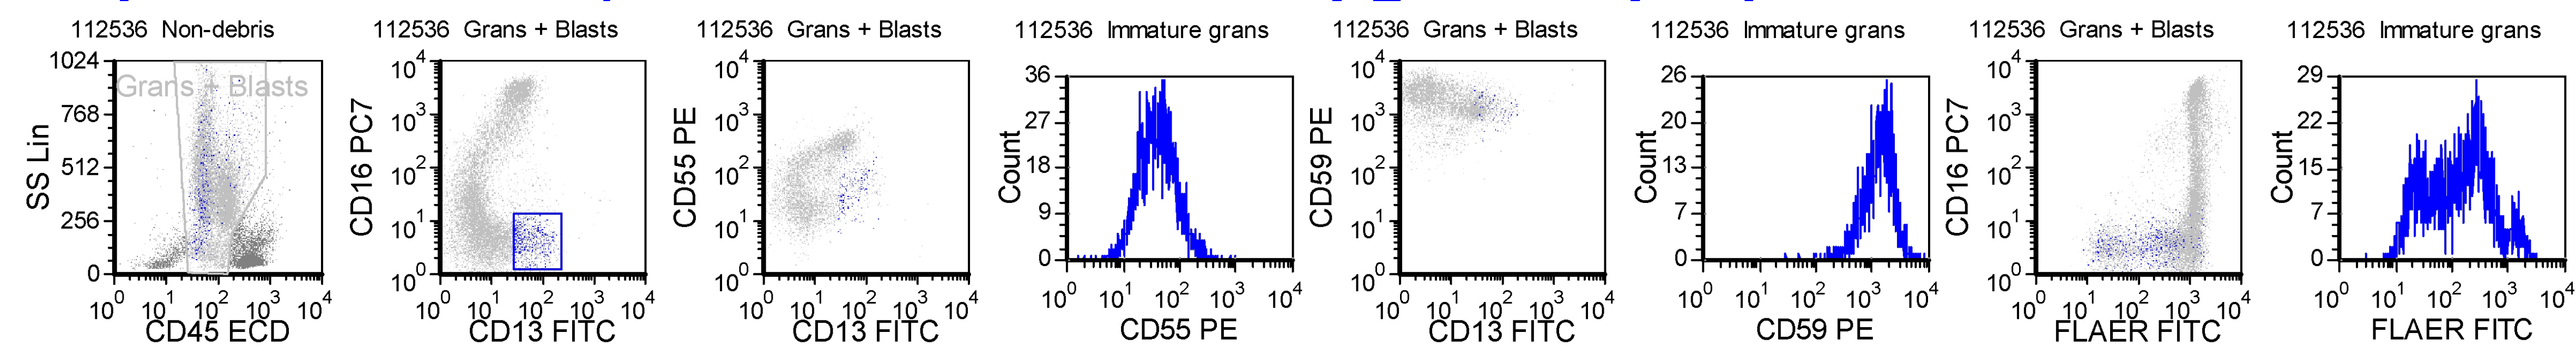 112536 Non-debris
Grans + Blasts
1024
768
512
256
0
SS Lin
10^0 10^1 10^2 10^3 10^4
CD45 ECD
112536 Grans + Blasts
10^4
10^3
10^2
10^1
10^0
CD16 PC7
10^0 10^1 10^2 10^3 10^4
CD13 FITC
112536 Grans + Blasts
10^4
10^3
10^2
10^1
10^0
CD55 PE
10^0 10^1 10^2 10^3 10^4
CD13 FITC
112536 Immature grans
36
27
18
9
0
Count
10^0 10^1 10^2 10^3 10^4
CD55 PE
112536 Grans + Blasts
10^4
10^3
10^2
10^1
10^0
CD59 PE
10^0 10^1 10^2 10^3 10^4
CD13 FITC
112536 Immature grans
26
20
13
7
0
Count
10^0 10^1 10^2 10^3 10^4
CD59 PE
112536 Grans + Blasts
10^4
10^3
10^2
10^1
10^0
CD16 PC7
10^0 10^1 10^2 10^3 10^4
FLAER FITC
112536 Immature grans
29
22
15
7
0
Count
10^0 10^1 10^2 10^3 10^4
FLAER FITC